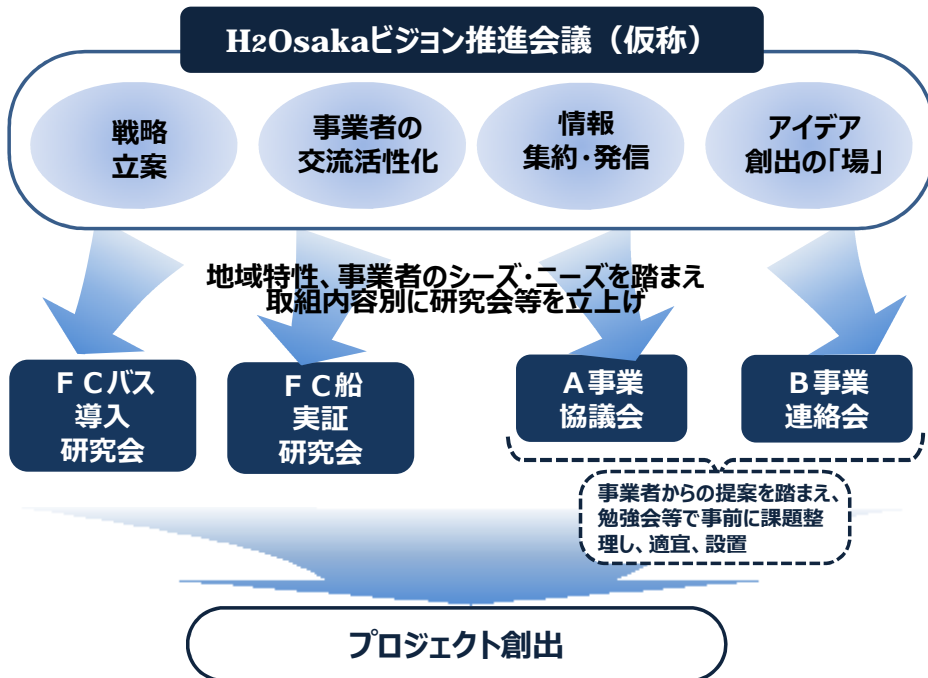 H2Osakaビジョン推進会議（仮称）
戦略
立案
事業者の
交流活性化
情報
集約・発信
アイデア
創出の「場」
地域特性、事業者のシーズ・ニーズを踏まえ
取組内容別に研究会等を立上げ
ＦＣバス
導入
研究会
ＦＣ船
実証
研究会
Ａ事業
協議会
Ｂ事業
連絡会
事業者からの提案を踏まえ、
勉強会等で事前に課題整
理し、適宜、設置
プロジェクト創出